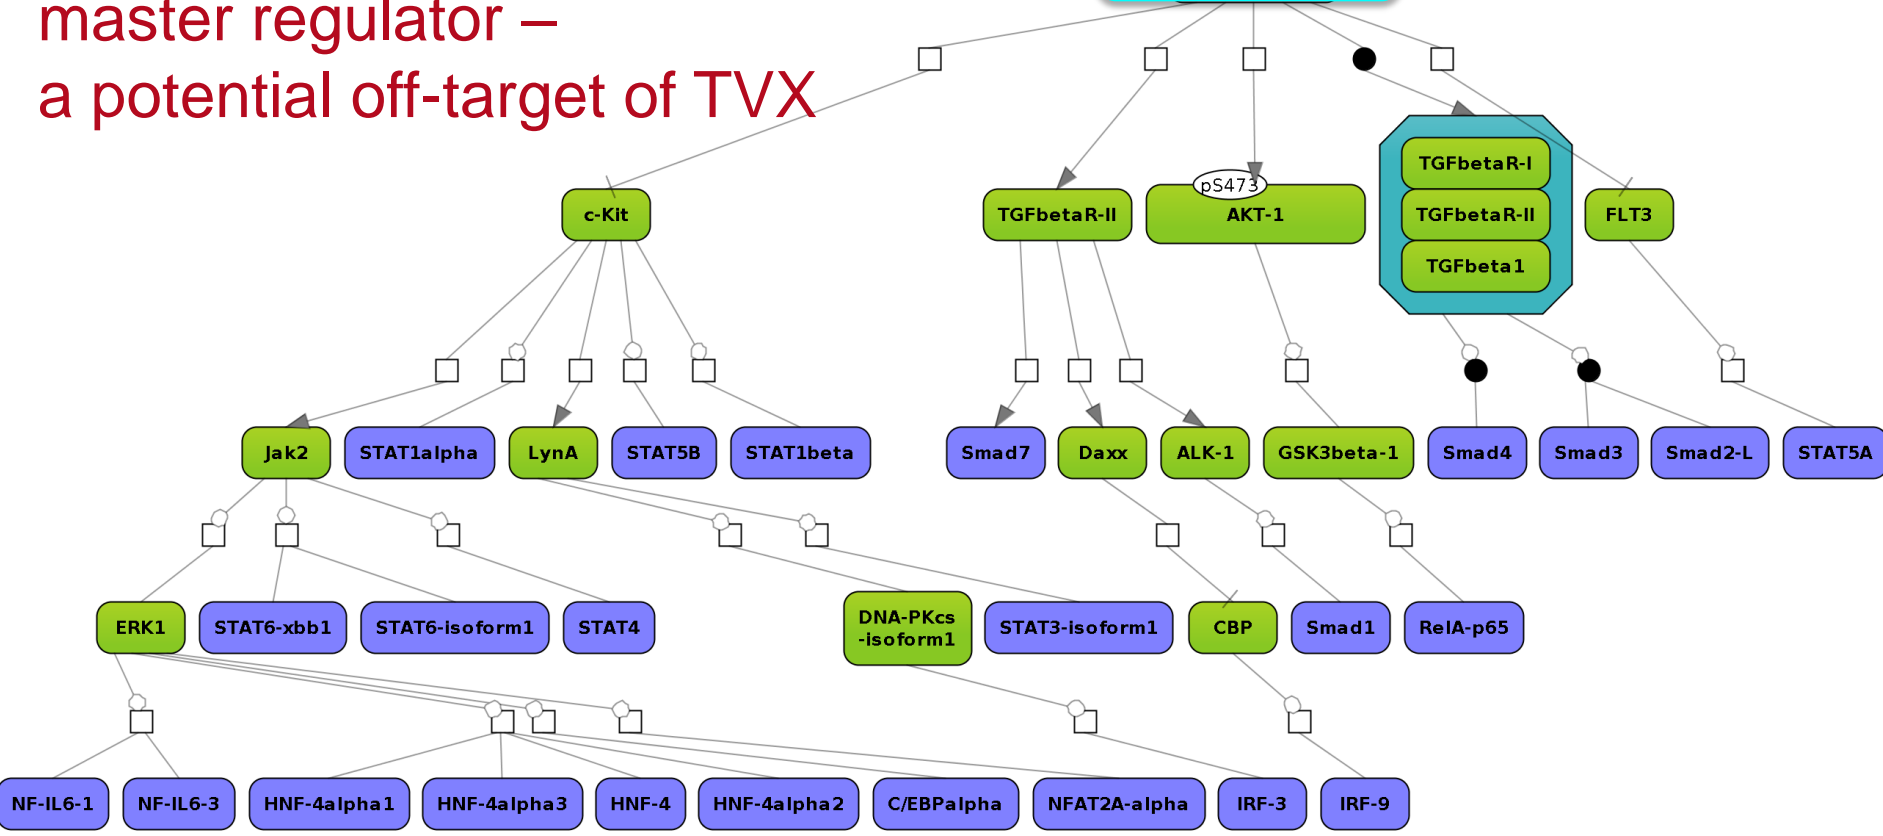 master regulator –
a potential off-target of TVX
TGFbetaR-I
pS473
c-Kit
TGFbetaR-II
AKT-1
TGFbetaR-II
FLT3
TGFbeta1
Jak2
STAT1alpha
LynA
STAT5B
STAT1beta
Smad7
Daxx
ALK-1
GSK3beta-1
Smad4
Smad3
Smad2-L
STAT5A
ERK1
STAT6-xbb1
STAT6-isoform1
STAT4
DNA-PKcs
-isoform1
STAT3-isoform1
CBP
Smad1
RelA-p65
NF-IL6-1
NF-IL6-3
HNF-4alpha1
HNF-4alpha3
HNF-4
HNF-4alpha2
C/EBPalpha
NFAT2A-alpha
IRF-3
IRF-9